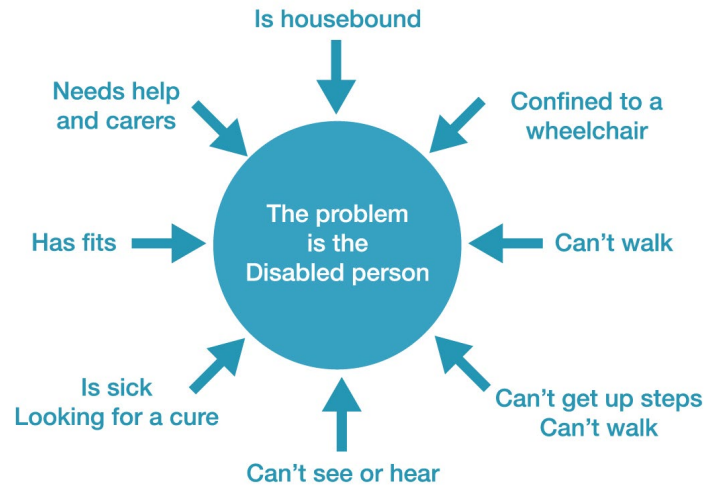 Is housebound
Needs help
and carers
Confined to a
wheelchair
The problem
is the
Disabled person
Has fits
Can't walk
Is sick
Looking for a cure
Can't get up steps
Can't walk
Can't see or hear